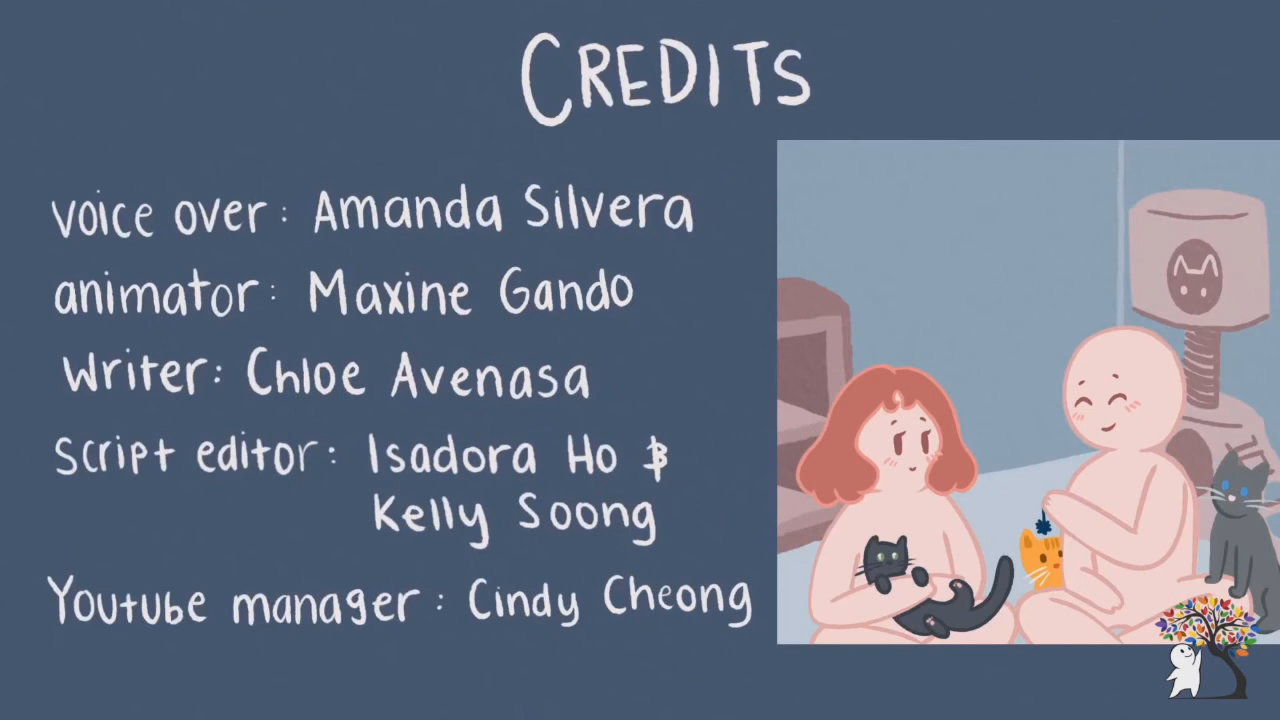 CREDITS
voice over: Amanda Silvera
animator: Maxine Gando
Writer: Chloe Avenasa
script editor: Isadora Ho &
Kelly Soong
Youtube manager: Cindy Cheong